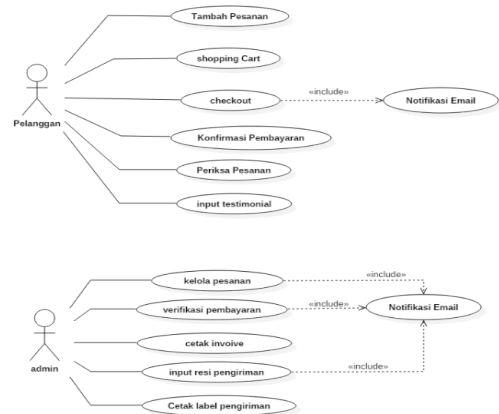 Tambah Pesanan
shopping Cart
«include»
checkout
Notifikasi Email
Pelanggan
Konfirmasi Pembayaran
Periksa Pesanan
input testimonial
kelola pesanan
«include»
verifikasi pembayaran
«include»
Notifikasi Email
cetak invoive
admin
input resi pengiriman
«include»
Cetak label pengiriman